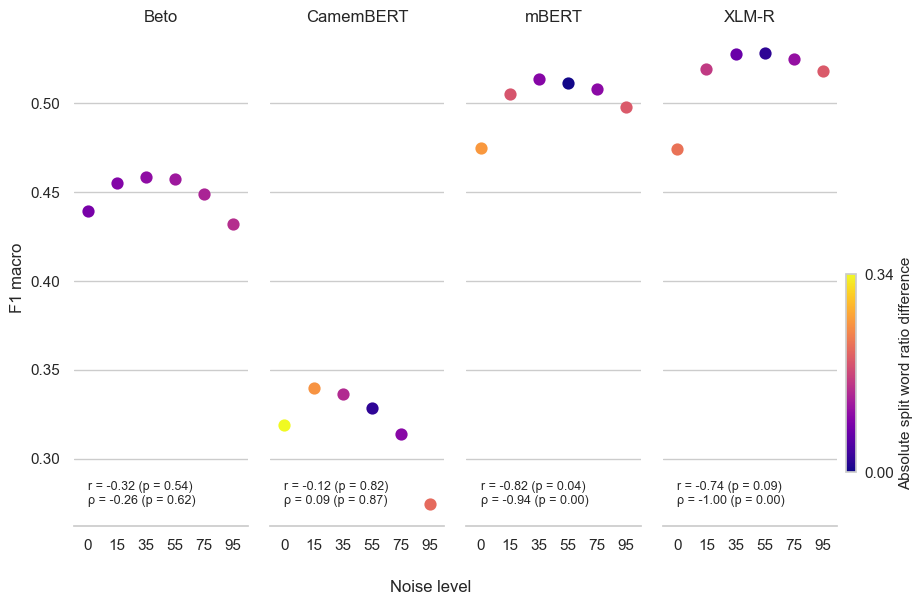 Beto CamemBERT mBERT XLM-R
F1 macro
0.50
0.45
0.40
0.35
0.30
r = -0.32 (p = 0.54)
ρ = -0.26 (p = 0.62)
r = -0.12 (p = 0.82)
ρ = 0.09 (p = 0.87)
r = -0.82 (p = 0.04)
ρ = -0.94 (p = 0.00)
r = -0.74 (p = 0.09)
ρ = -1.00 (p = 0.00)
0 15 35 55 75 95
0 15 35 55 75 95
0 15 35 55 75 95
0 15 35 55 75 95
Noise level
0.34
0.00
Absolute split word ratio difference